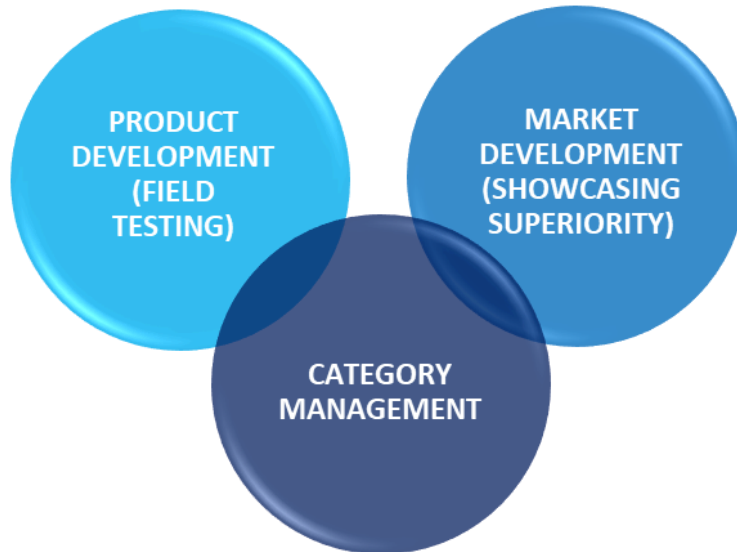 PRODUCT
DEVELOPMENT
(FIELD
TESTING)
MARKET
DEVELOPMENT
(SHOWCASING
SUPERIORITY)
CATEGORY
MANAGEMENT